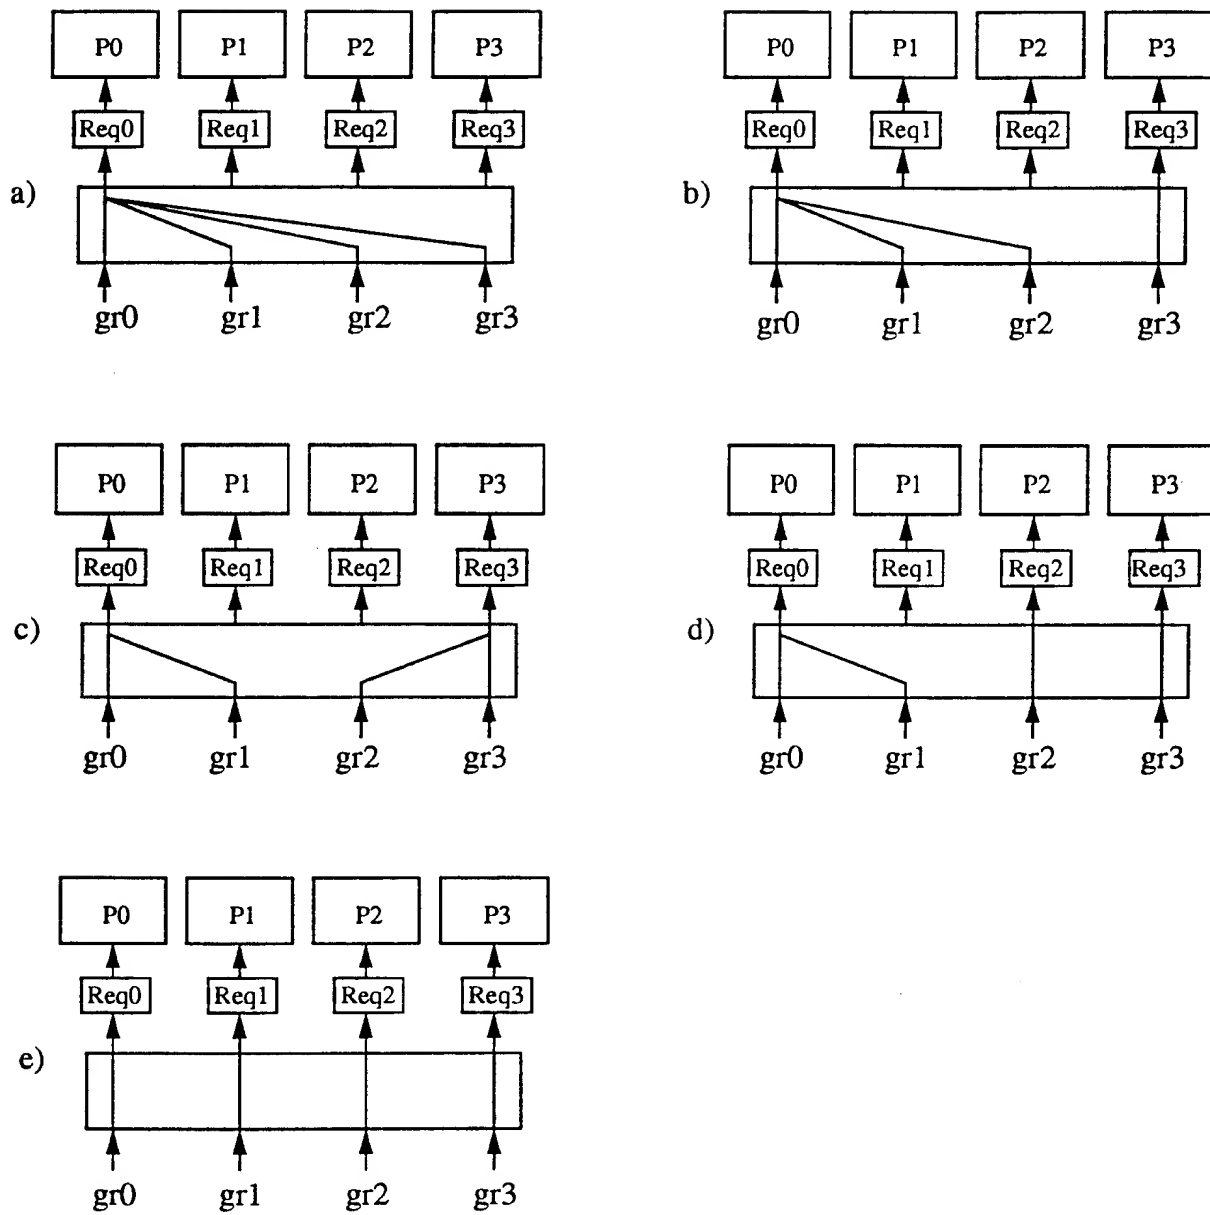 P0 P1 P2 P3
Req0 Req1 Req2 Req3
a)
gr0 gr1 gr2 gr3
P0 P1 P2 P3
Req0 Req1 Req2 Req3
b)
gr0 gr1 gr2 gr3
P0 P1 P2 P3
Req0 Req1 Req2 Req3
c)
gr0 gr1 gr2 gr3
P0 P1 P2 P3
Req0 Req1 Req2 Req3
d)
gr0 gr1 gr2 gr3
P0 P1 P2 P3
Req0 Req1 Req2 Req3
e)
gr0 gr1 gr2 gr3